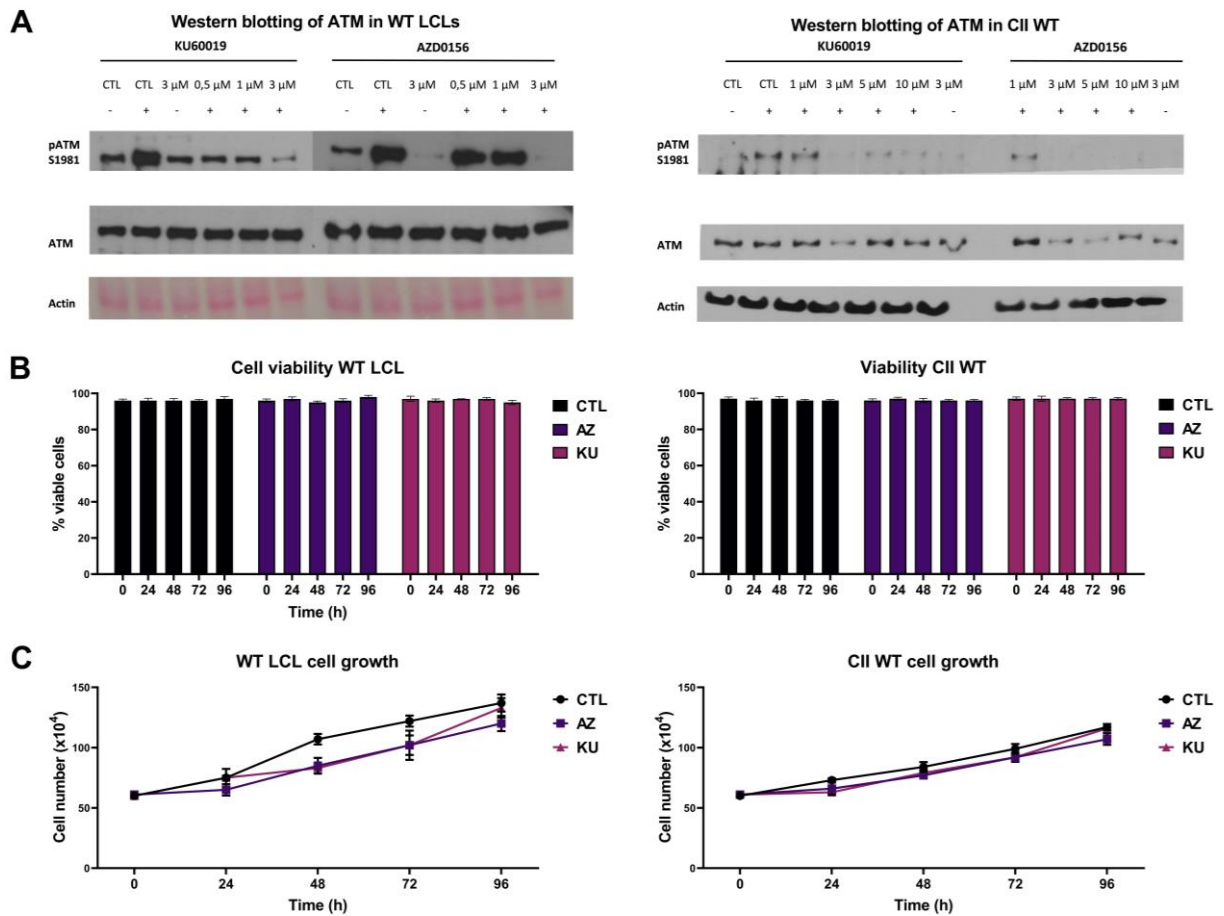 A
Western blotting of ATM in WT LCLs
KU60019 AZD0156
CTL CTL 3 μM 0,5 μM 1 μM 3 μM CTL CTL 3 μM 0,5 μM 1 μM 3 μM
- + - + + + - + - + + +
pATM
S1981
ATM
Actin
Western blotting of ATM in CII WT
KU60019 AZD0156
CTL CTL 1 μM 3 μM 5 μM 10 μM 3 μM 1 μM 3 μM 5 μM 10 μM 3 μM
- + + + + + - + + + + -
pATM
S1981
ATM
Actin
B
Cell viability WT LCL
% viable cells
100
80
60
40
20
0
0 24 48 72 96 0 24 48 72 96 0 24 48 72 96
Time (h)
CTL
AZ
KU
Viability CII WT
% viable cells
100
80
60
40
20
0
0 24 48 72 96 0 24 48 72 96 0 24 48 72 96
Time (h)
CTL
AZ
KU
C
WT LCL cell growth
Cell number (x10⁴)
150
100
50
0
0 24 48 72 96
Time (h)
CTL
AZ
KU
CII WT cell growth
Cell number (x10⁴)
150
100
50
0
0 24 48 72 96
Time (h)
CTL
AZ
KU